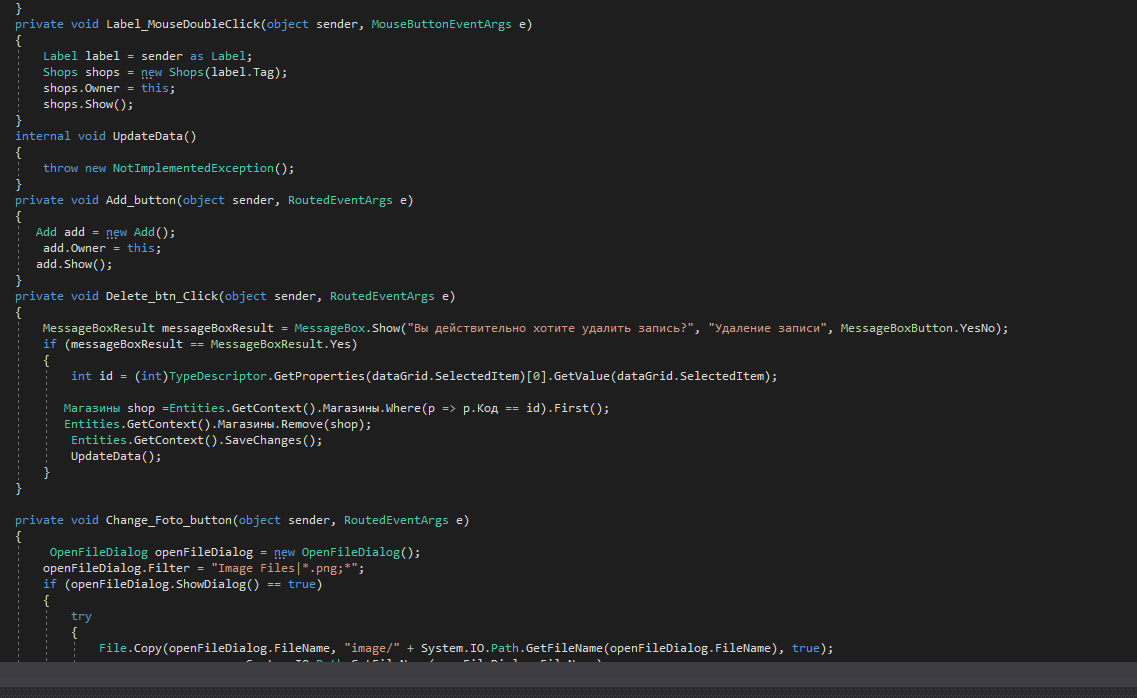 }
private void Label_MouseDoubleClick(object sender, MouseButtonEventArgs e)
{
Label label = sender as Label;
Shops shops = new Shops(label.Tag);
shops.Owner = this;
shops.Show();
}
internal void UpdateData()
{
throw new NotImplementedException();
}
private void Add_button(object sender, RoutedEventArgs e)
{
Add add = new Add();
add.Owner = this;
add.Show();
}
private void Delete_btn_Click(object sender, RoutedEventArgs e)
{
MessageBoxResult messageBoxResult = MessageBox.Show("Вы действительно хотите удалить запись?", "Удаление записи", MessageBoxButton.YesNo);
if (messageBoxResult == MessageBoxResult.Yes)
{
int id = (int)TypeDescriptor.GetProperties(dataGrid.SelectedItem)[0].GetValue(dataGrid.SelectedItem);
Магазины shop =Entities.GetContext().Магазины.Where(p => p.Код == id).First();
Entities.GetContext().Магазины.Remove(shop);
Entities.GetContext().SaveChanges();
UpdateData();
}
}
private void Change_Foto_button(object sender, RoutedEventArgs e)
{
OpenFileDialog openFileDialog = new OpenFileDialog();
openFileDialog.Filter = "Image Files|*.png;*";
if (openFileDialog.ShowDialog() == true)
{
try
{
File.Copy(openFileDialog.FileName, "image/" + System.IO.Path.GetFileName(openFileDialog.FileName), true);